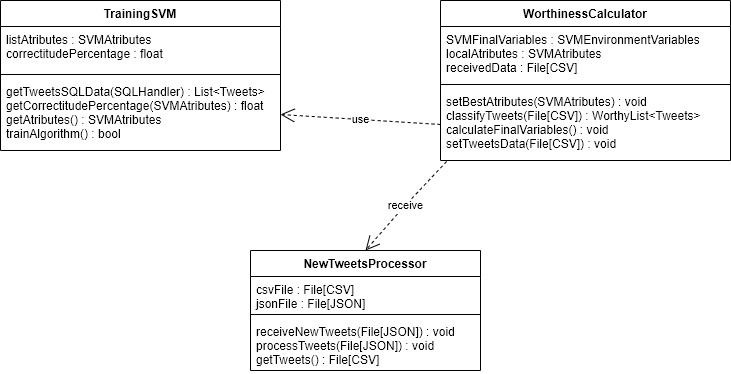 TrainingSVM
listAtributes : SVMAtributes
correctitudePercentage : float
getTweetsSQLData(SQLHandler) : List<Tweets>
getCorrectitudePercentage(SVMAtributes) : float
getAtributes() : SVMAtributes
trainAlgorithm() : bool
WorthinessCalculator
SVMFinalVariables : SVMEnvironmentVariables
localAtributes : SVMAtributes
receivedData : File[CSV]
setBestAtributes(SVMAtributes) : void
classifyTweets(File[CSV]) : WorthyList<Tweets>
calculateFinalVariables() : void
setTweetsData(File[CSV]) : void
use
receive
NewTweetsProcessor
csvFile : File[CSV]
jsonFile : File[JSON]
receiveNewTweets(File[JSON]) : void
processTweets(File[JSON]) : void
getTweets() : File[CSV]